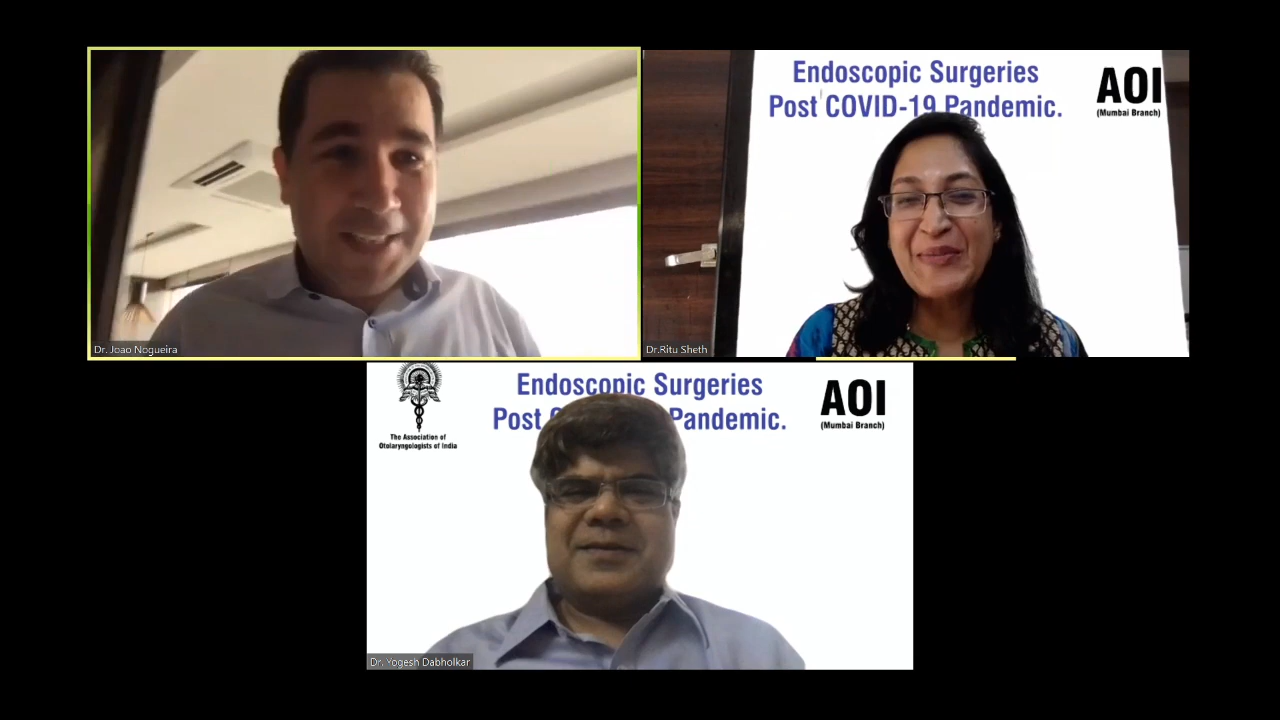 Endoscopic Surgeries
Post COVID-19 Pandemic.
AOI
(Mumbai Branch)
Dr. Joao Nogueira
Dr.Ritu Sheth
The Association of
Otolaryngologists of India
Endoscopic Surgeries
Post Pandemic.
AOI
(Mumbai Branch)
Dr. Yogesh Dabholkar